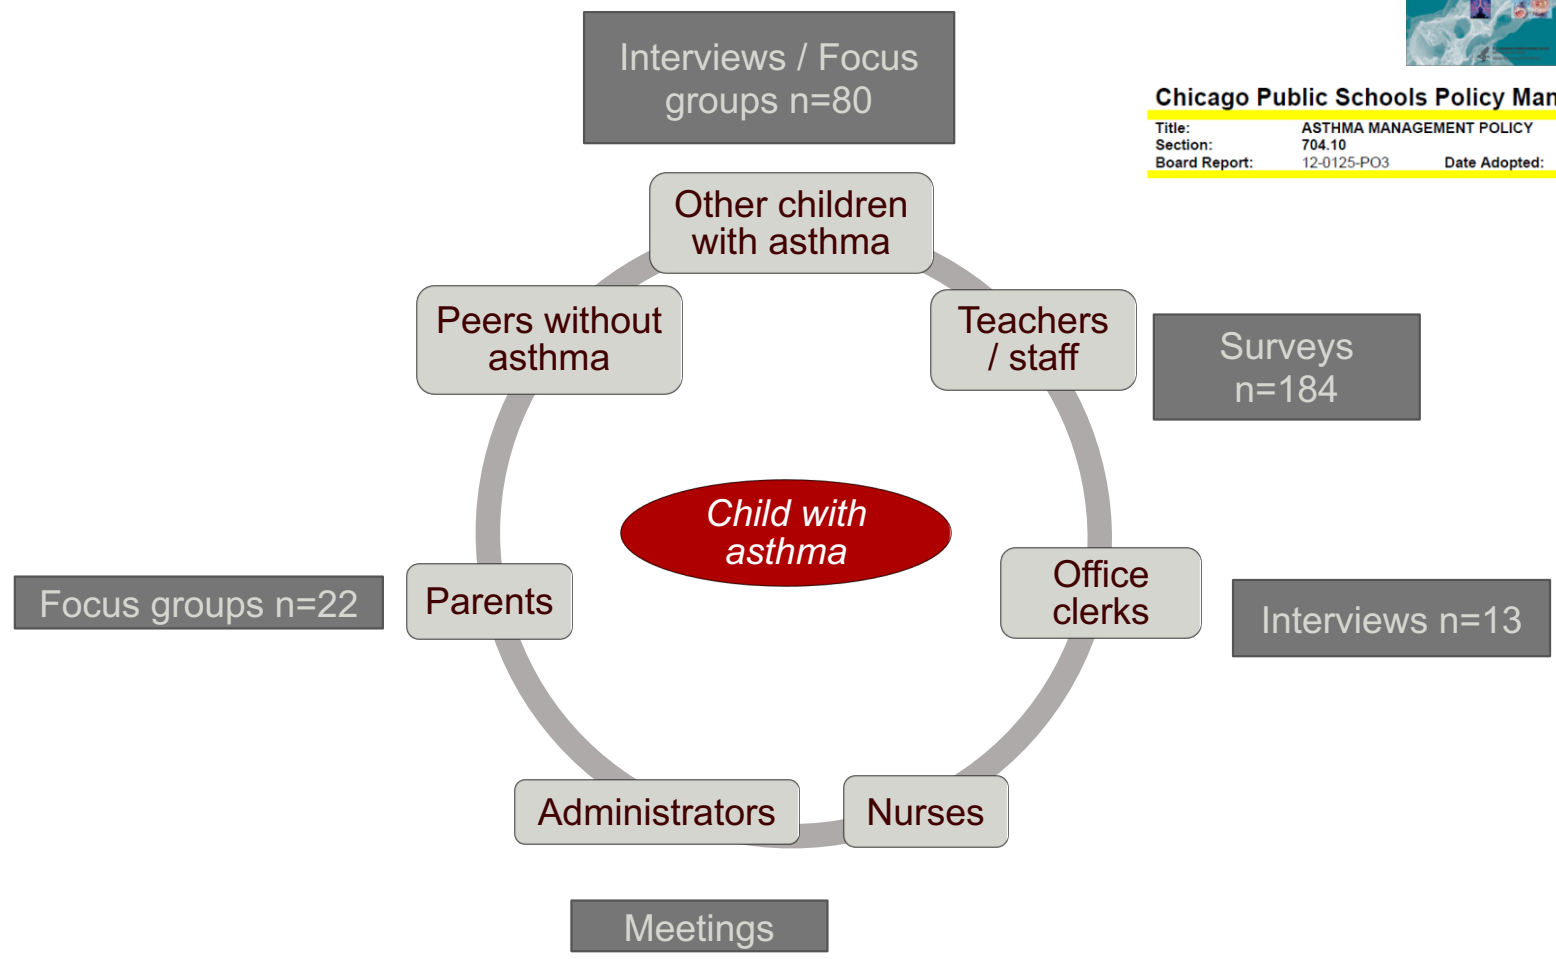 Interviews / Focus
groups n=80
Chicago Public Schools Policy Man
Title: ASTHMA MANAGEMENT POLICY
Section: 704.10
Board Report: 12-0125-PO3 Date Adopted:
Other children
with asthma
Peers without
asthma
Teachers
/ staff
Surveys
n=184
Child with
asthma
Office
clerks
Parents
Focus groups n=22
Interviews n=13
Administrators
Nurses
Meetings